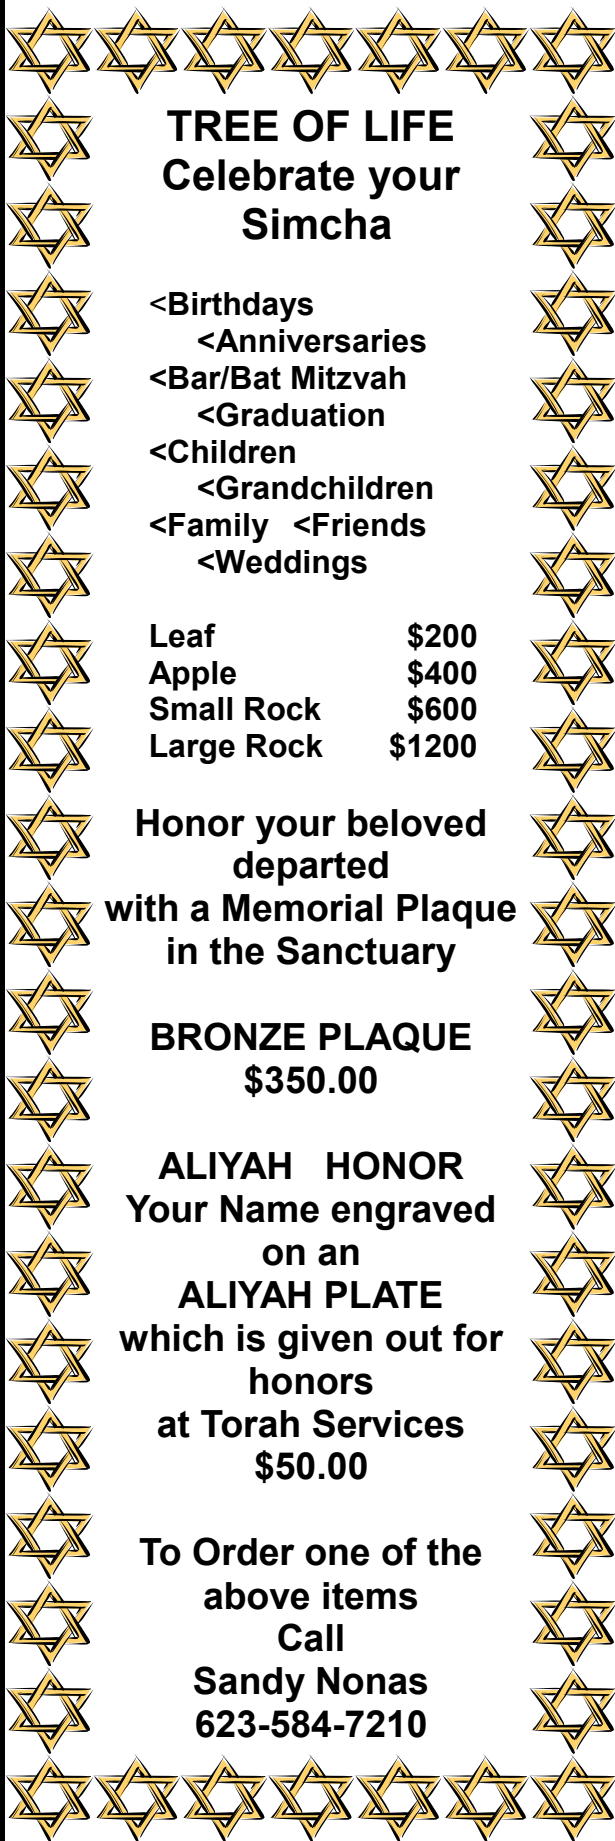 TREE OF LIFE
Celebrate your
Simcha
<Birthdays
<Anniversaries
<Bar/Bat Mitzvah
<Graduation
<Children
<Grandchildren
<Family <Friends
<Weddings
Leaf $200
Apple $400
Small Rock $600
Large Rock $1200
Honor your beloved
departed
with a Memorial Plaque
in the Sanctuary
BRONZE PLAQUE
$350.00
ALIYAH HONOR
Your Name engraved
on an
ALIYAH PLATE
which is given out for
honors
at Torah Services
$50.00
To Order one of the
above items
Call
Sandy Nonas
623-584-7210